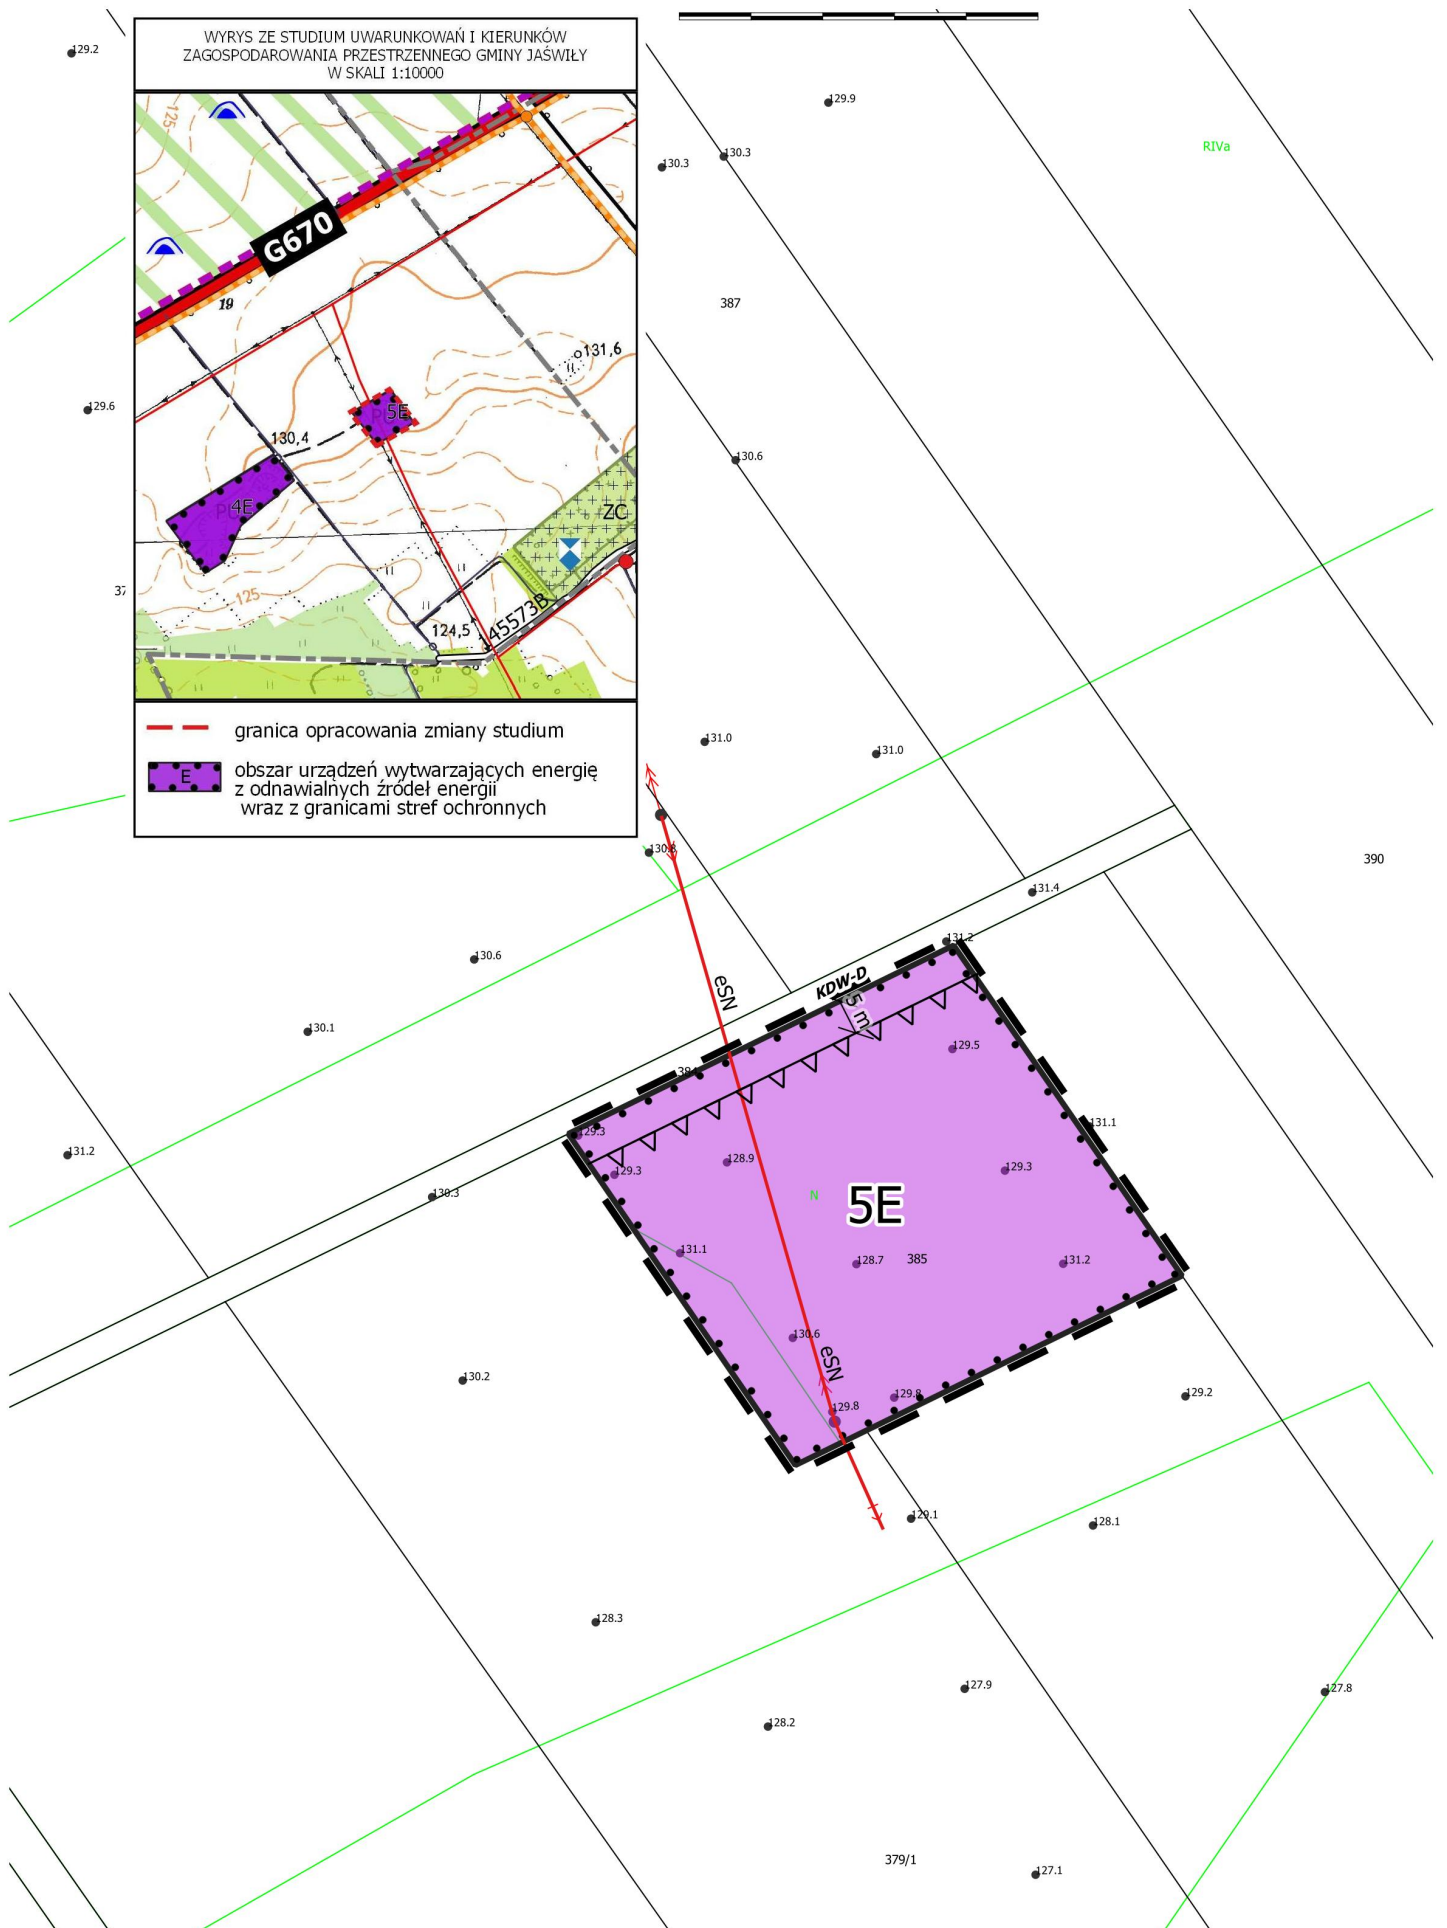 WYRYS ZE STUDIUM UWARUNKOWAŃ I KIERUNKÓW
ZAGOSPODAROWANIA PRZESTRZENNEGO GMINY JAŚWIŁY
W SKALI 1:10000
125
G670
19
131,6
5E
130,4
4E
ZC
125
124,5
45573B
granica opracowania zmiany studium
E
obszar urządzeń wytwarzających energię
z odnawialnych źródeł energii
wraz z granicami stref ochronnych
129.2
129.9
130.3
130.3
RIVa
387
129.6
130.6
37
131.0
131.0
130.8
390
131.4
131.2
130.6
eSN
KDW-D
5 m
130.1
129.5
384
131.1
129.3
131.2
128.9
129.3
129.3
130.3
N
5E
131.1
128.7
385
131.2
130.6
eSN
130.2
129.8
129.8
129.2
129.1
128.1
128.3
127.9
127.8
128.2
379/1
127.1